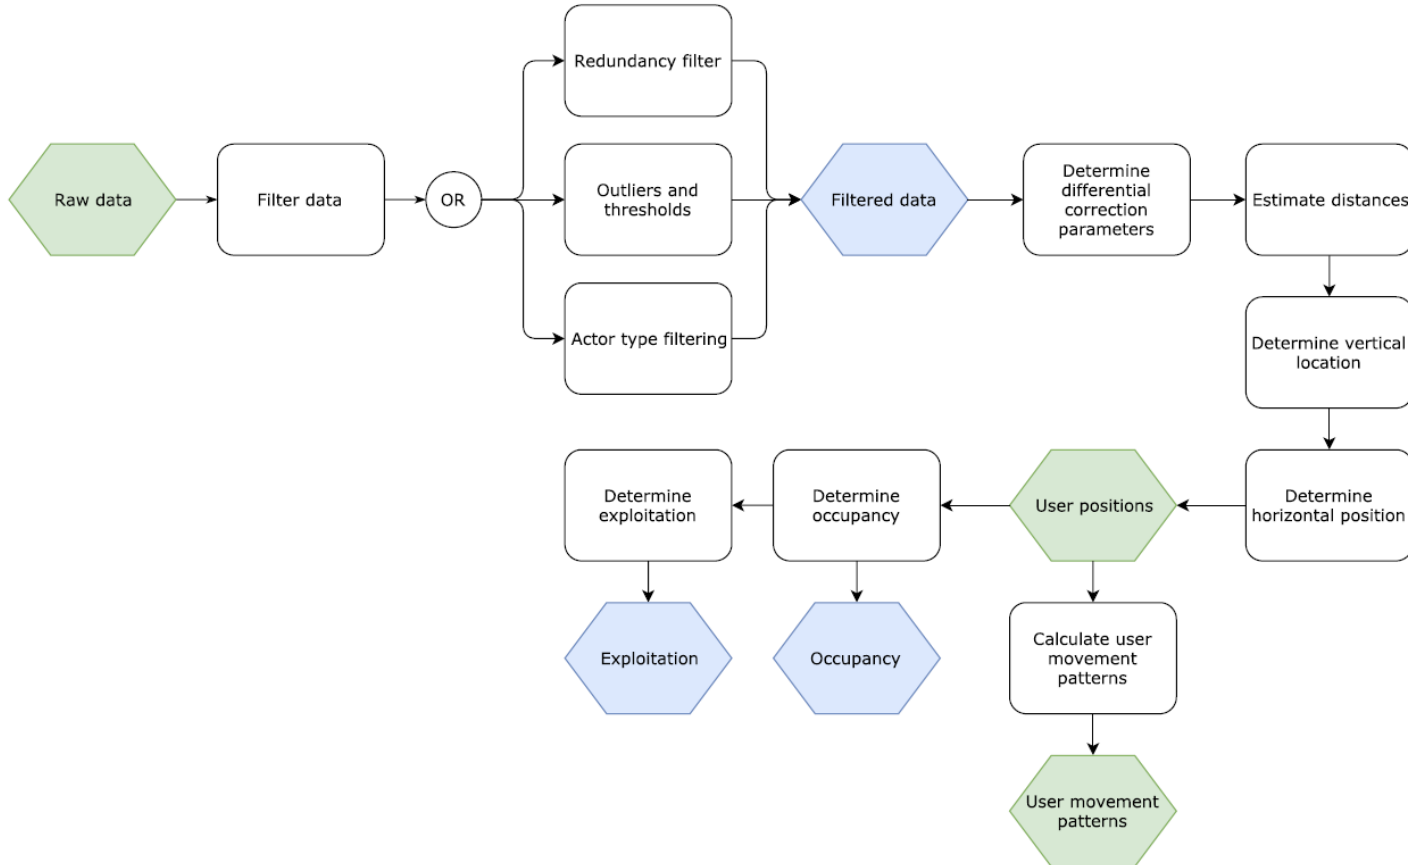 Redundancy filter
Raw data
Filter data
OR
Outliers and
thresholds
Filtered data
Determine
differential
correction
parameters
Estimate distances
Actor type filtering
Determine vertical
location
Determine
exploitation
Determine
occupancy
User positions
Determine
horizontal position
Exploitation
Occupancy
Calculate user
movement
patterns
User movement
patterns